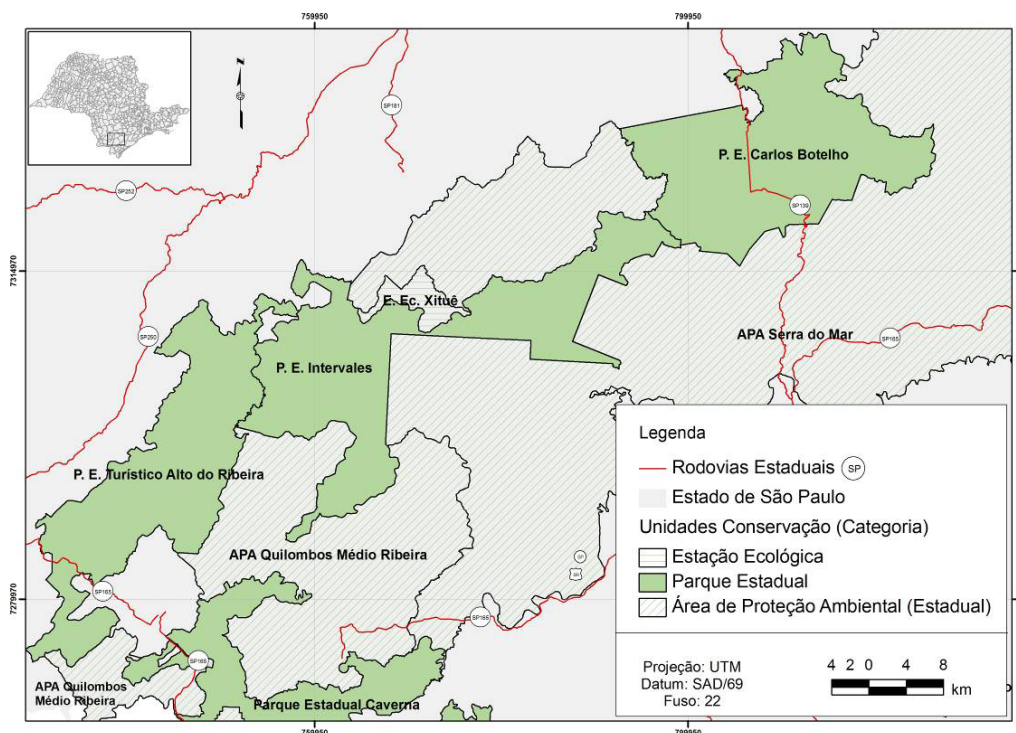 759950
799950
SP181
P. E. Carlos Botelho
SP252
SP139
7314970
E. Ec. Xituê
SP250
APA Serra do Mar
SP165
P. E. Intervales
Legenda
Rodovias Estaduais SP
P. E. Turístico Alto do Ribeira
Estado de São Paulo
Unidades Conservação (Categoria)
APA Quilombos Médio Ribeira
Estação Ecológica
Parque Estadual
7279970
SP165
Área de Proteção Ambiental (Estadual)
SP165
SP165
Projeção: UTM
Datum: SAD/69
Fuso: 22
4 2 0 4 8
km
APA Quilombos
Médio Ribeira
Parque Estadual Caverna
759950
799950